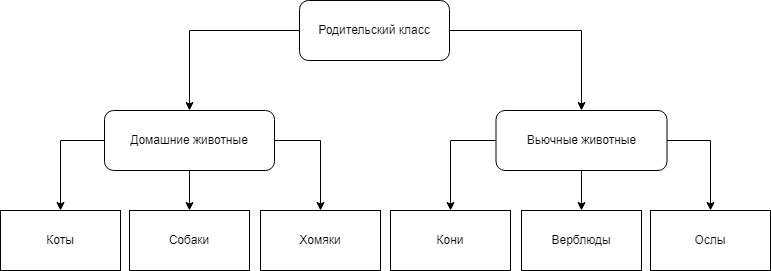 Родительский класс
Домашние животные
Вьючные животные
Коты
Собаки
Хомяки
Кони
Верблюды
Ослы